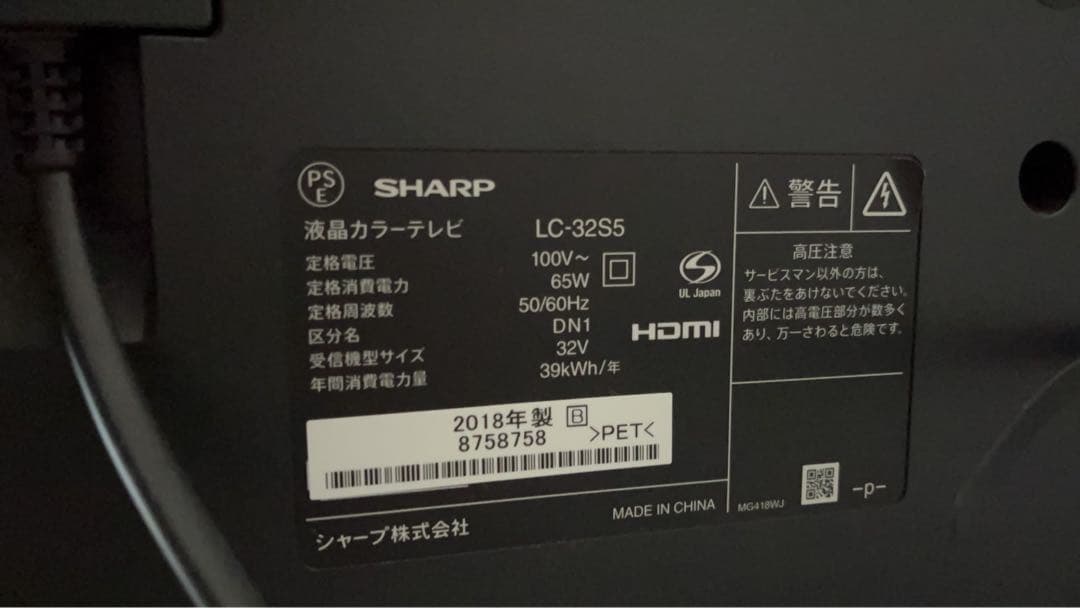 PS
E
SHARP
液晶カラーテレビ LC-32S5
定格電圧 100V～
定格消費電力 65W
定格周波数 50/60Hz
区分名 DN1
受信機型サイズ 32V
年間消費電力量 39kWh/年
UL Japan
HDMI
2018年製 B
8758758 >PET<
シャープ株式会社
MADE IN CHINA
警告
高圧注意
サービスマン以外の方は、
裏ぶたをあけないでください。
内部には高電圧部分が数多く
あり、万一さわると危険です。
MG418WJ
-p-